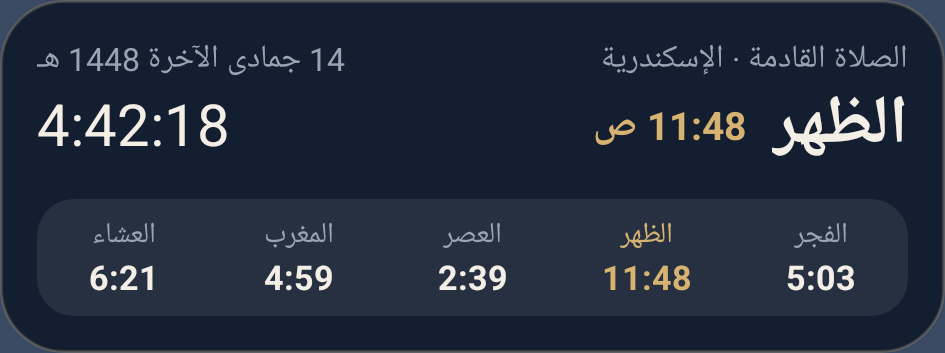 الصلاة القادمة · الإسكندرية
14 جمادى الآخرة 1448 هـ
الظهر 11:48 ص
4:42:18
الفجر الظهر العصر المغرب العشاء
5:03 11:48 2:39 4:59 6:21